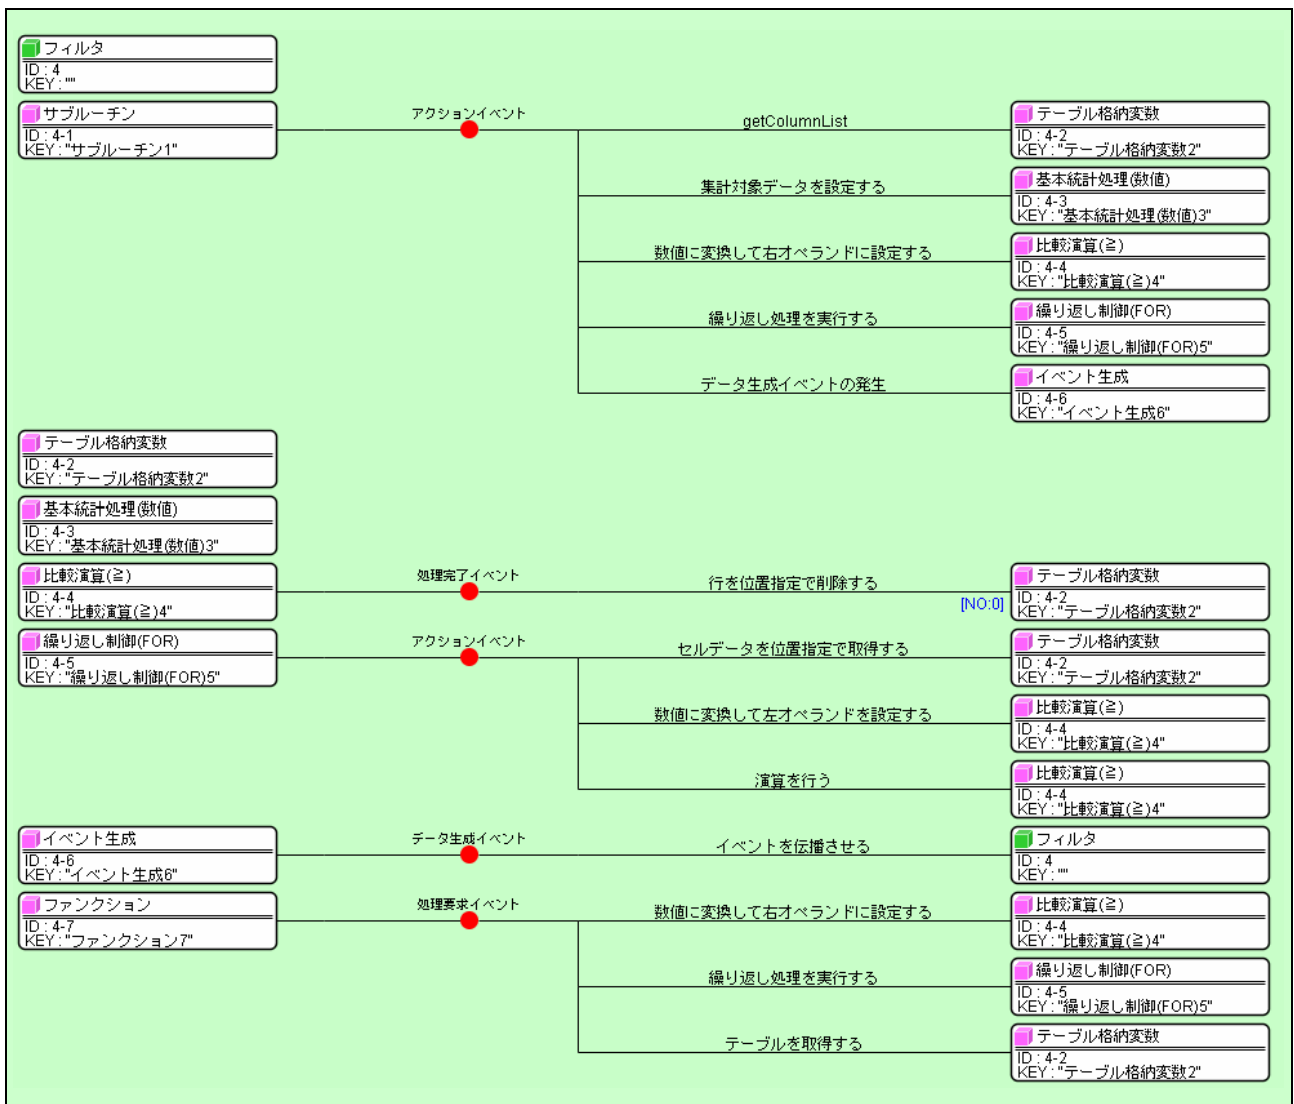 フィルタ
ID : 4
KEY : ""
サブルーチン
ID : 4-1
KEY : "サブルーチン1"
アクションイベント
getColumnList
テーブル格納変数
ID : 4-2
KEY : "テーブル格納変数2"
集計対象データを設定する
基本統計処理(数値)
ID : 4-3
KEY : "基本統計処理(数値)3"
数値に変換して右オペランドに設定する
比較演算(≧)
ID : 4-4
KEY : "比較演算(≧)4"
繰り返し処理を実行する
繰り返し制御(FOR)
ID : 4-5
KEY : "繰り返し制御(FOR)5"
データ生成イベントの発生
イベント生成
ID : 4-6
KEY : "イベント生成6"
テーブル格納変数
ID : 4-2
KEY : "テーブル格納変数2"
基本統計処理(数値)
ID : 4-3
KEY : "基本統計処理(数値)3"
比較演算(≧)
ID : 4-4
KEY : "比較演算(≧)4"
処理完了イベント
行を位置指定で削除する
[NO:0]
テーブル格納変数
ID : 4-2
KEY : "テーブル格納変数2"
繰り返し制御(FOR)
ID : 4-5
KEY : "繰り返し制御(FOR)5"
アクションイベント
セルデータを位置指定で取得する
テーブル格納変数
ID : 4-2
KEY : "テーブル格納変数2"
数値に変換して左オペランドを設定する
比較演算(≧)
ID : 4-4
KEY : "比較演算(≧)4"
演算を行う
比較演算(≧)
ID : 4-4
KEY : "比較演算(≧)4"
イベント生成
ID : 4-6
KEY : "イベント生成6"
データ生成イベント
イベントを伝播させる
フィルタ
ID : 4
KEY : ""
ファンクション
ID : 4-7
KEY : "ファンクション7"
処理要求イベント
数値に変換して右オペランドに設定する
比較演算(≧)
ID : 4-4
KEY : "比較演算(≧)4"
繰り返し処理を実行する
繰り返し制御(FOR)
ID : 4-5
KEY : "繰り返し制御(FOR)5"
テーブルを取得する
テーブル格納変数
ID : 4-2
KEY : "テーブル格納変数2"